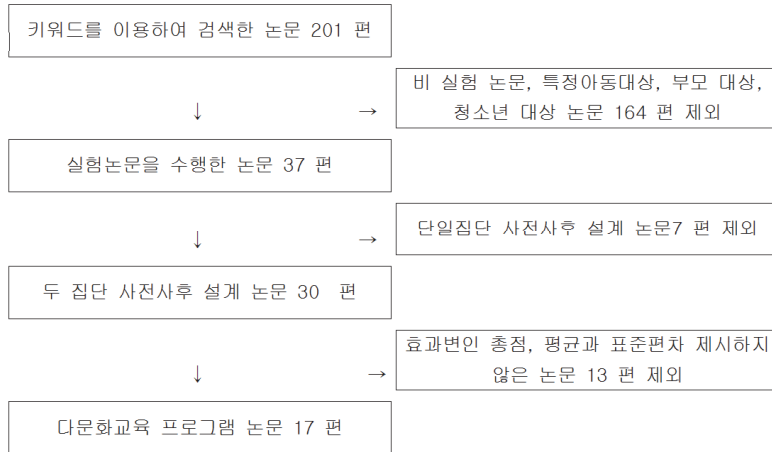 키워드를 이용하여 검색한 논문 201 편
비 실험 논문, 특정아동대상, 부모 대상,
청소년 대상 논문 164 편 제외
↓ →
실험논문을 수행한 논문 37 편
단일집단 사전사후 설계 논문7 편 제외
↓ →
두 집단 사전사후 설계 논문 30 편
효과변인 총점, 평균과 표준편차 제시하지
않은 논문 13 편 제외
↓ →
다문화교육 프로그램 논문 17 편